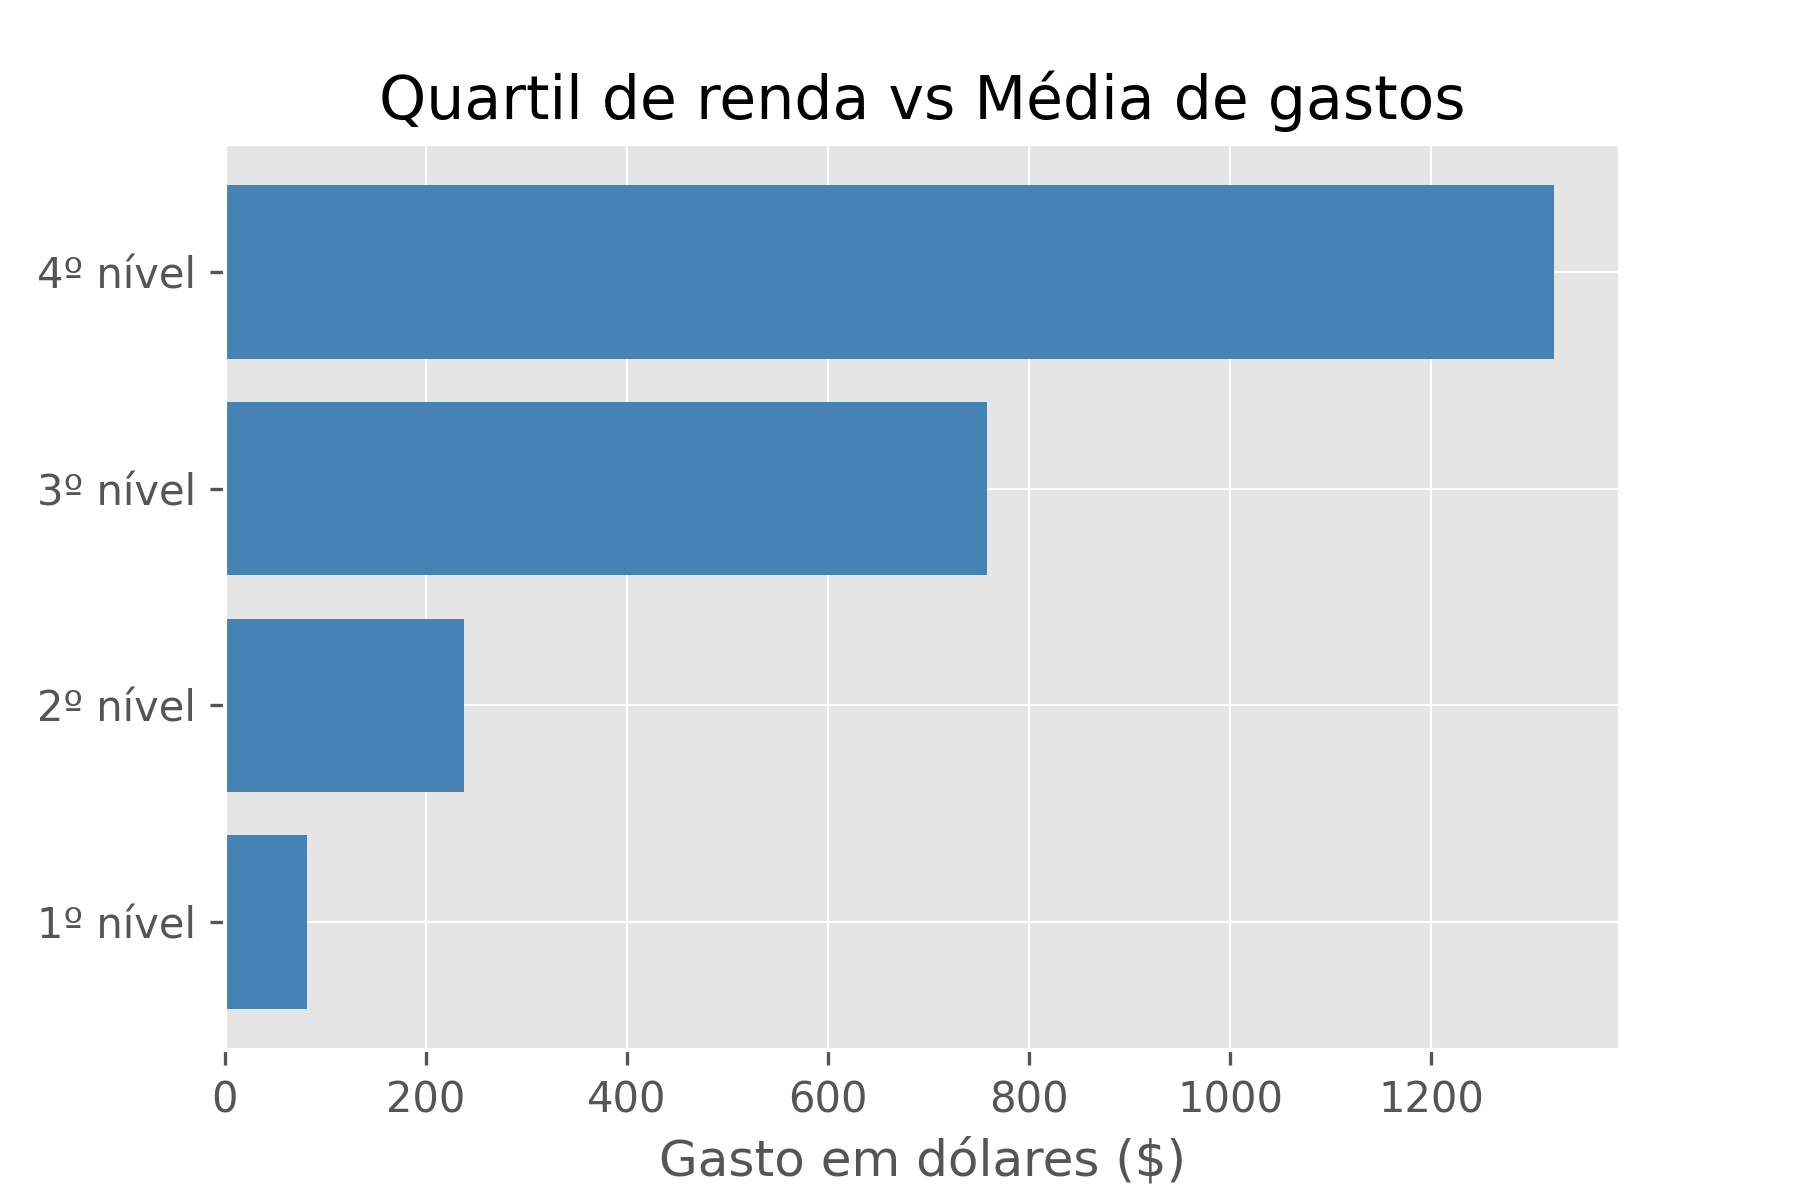 Quartil de renda vs Média de gastos
4º nível
3º nível
2º nível
1º nível
0 200 400 600 800 1000 1200
Gasto em dólares ($)